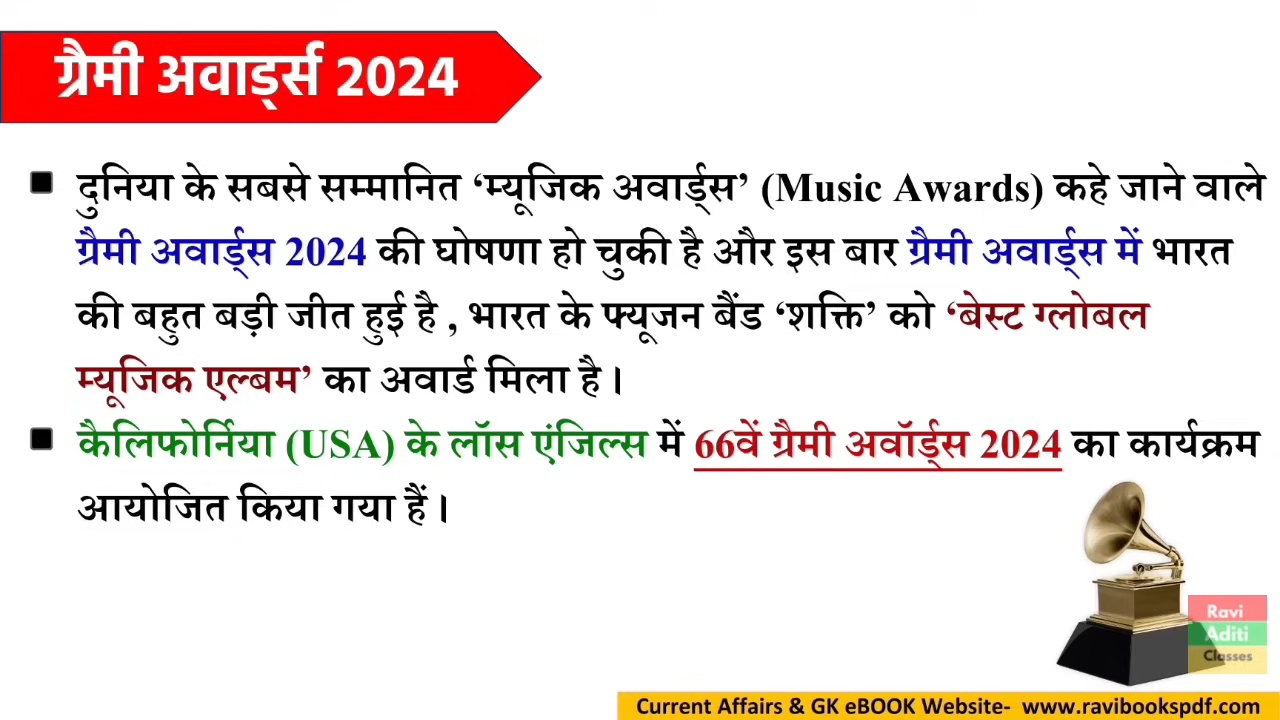 ग्रैमी अवार्ड्स 2024
दुनिया के सबसे सम्मानित ‘म्यूजिक अवार्ड्स’ (Music Awards) कहे जाने वाले
ग्रैमी अवार्ड्स 2024 की घोषणा हो चुकी है और इस बार ग्रैमी अवार्ड्स में भारत
की बहुत बड़ी जीत हुई है , भारत के फ्यूजन बैंड ‘शक्ति’ को ‘बेस्ट ग्लोबल
म्यूजिक एल्बम’ का अवार्ड मिला है।
कैलिफोर्निया (USA) के लॉस एंजिल्स में 66वें ग्रैमी अवॉर्ड्स 2024 का कार्यक्रम
आयोजित किया गया हैं।
Ravi
Aditi
Classes
Current Affairs & GK eBOOK Website- www.ravibookspdf.com